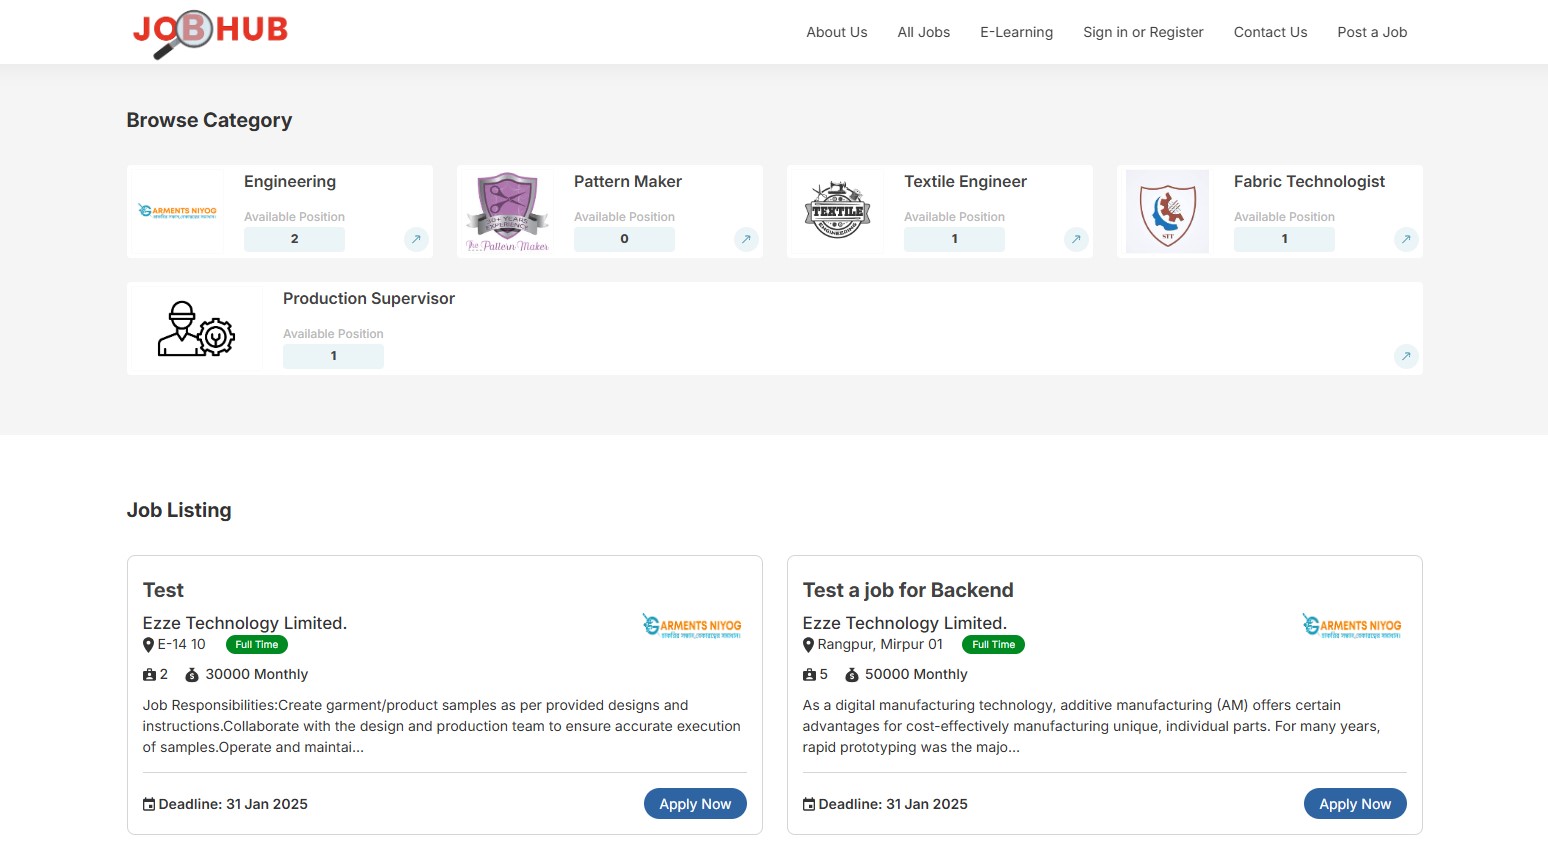 JOBHUB
About Us
All Jobs
E-Learning
Sign in or Register
Contact Us
Post a Job
Browse Category
GARMENTS NIYOG
Engineering
Available Position
2
30+ YEARS
EXPERIENCE
The Pattern Maker
Pattern Maker
Available Position
0
TEXTILE
ENGINEERING
Textile Engineer
Available Position
1
STT
Fabric Technologist
Available Position
1
Production Supervisor
Available Position
1
Job Listing
Test
Ezze Technology Limited.
E-14 10
Full Time
2
30000 Monthly
GARMENTS NIYOG
Job Responsibilities:Create garment/product samples as per provided designs and
instructions.Collaborate with the design and production team to ensure accurate execution
of samples.Operate and maintai...
Deadline: 31 Jan 2025
Apply Now
Test a job for Backend
Ezze Technology Limited.
Rangpur, Mirpur 01
Full Time
5
50000 Monthly
GARMENTS NIYOG
As a digital manufacturing technology, additive manufacturing (AM) offers certain
advantages for cost-effectively manufacturing unique, individual parts. For many years,
rapid prototyping was the majo...
Deadline: 31 Jan 2025
Apply Now